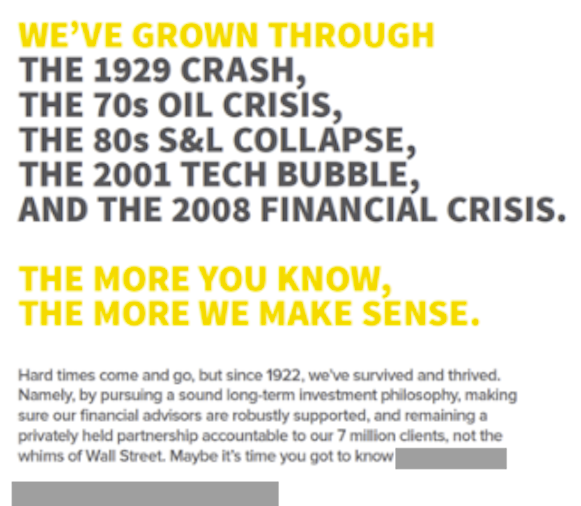 WE'VE GROWN THROUGH
THE 1929 CRASH,
THE 70s OIL CRISIS,
THE 80s S&L COLLAPSE,
THE 2001 TECH BUBBLE,
AND THE 2008 FINANCIAL CRISIS.
THE MORE YOU KNOW,
THE MORE WE MAKE SENSE.
Hard times come and go, but since 1922, we've survived and thrived.
Namely, by pursuing a sound long-term investment philosophy, making
sure our financial advisors are robustly supported, and remaining a
privately held partnership accountable to our 7 million clients, not the
whims of Wall Street. Maybe it's time you got to know